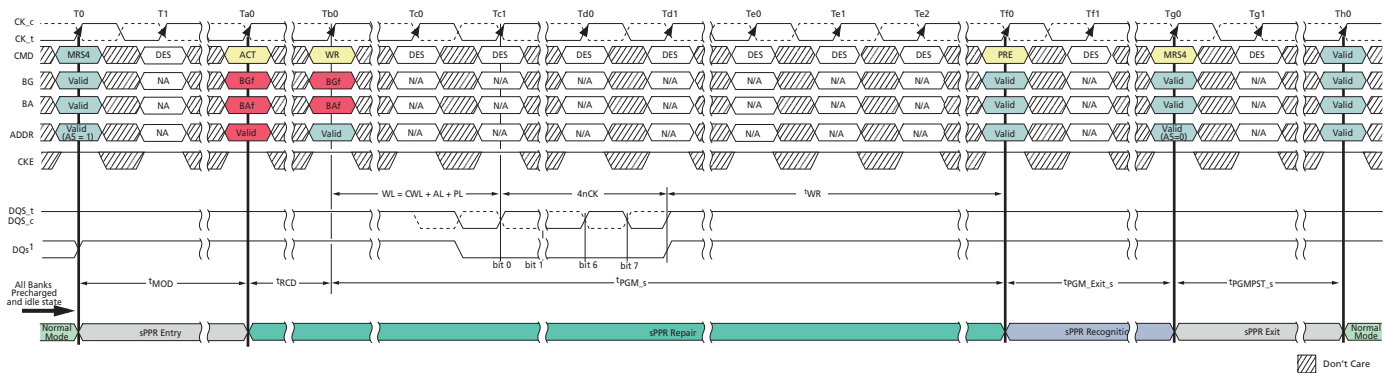 T0 T1 Ta0 Tb0 Tc0 Tc1 Td0 Td1 Te0 Te1 Te2 Tf0 Tf1 Tg0 Tg1 Th0
CK_c
CK_t
CMD MRS4 DES ACT WR DES DES DES DES DES DES DES PRE DES MRS4 DES Valid
BG Valid NA BGf BGf N/A N/A N/A N/A N/A N/A N/A Valid N/A Valid N/A Valid
BA Valid NA BAf BAf N/A N/A N/A N/A N/A N/A N/A Valid N/A Valid N/A Valid
ADDR Valid (A5 = 1) NA Valid Valid N/A N/A N/A N/A N/A N/A N/A Valid N/A Valid (A5=0) N/A Valid
CKE
WL = CWL + AL + PL 4nCK tWR
DQS_t
DQS_c
DQs1
bit 0 bit 1 bit 6 bit 7
All Banks
Precharged
and idle state
tMOD tRCD tPGM_s tPGM_Exit_s tPGMPST_s
Normal Mode sPPR Entry sPPR Repair sPPR Recognitic sPPR Exit Normal Mode
Don't Care